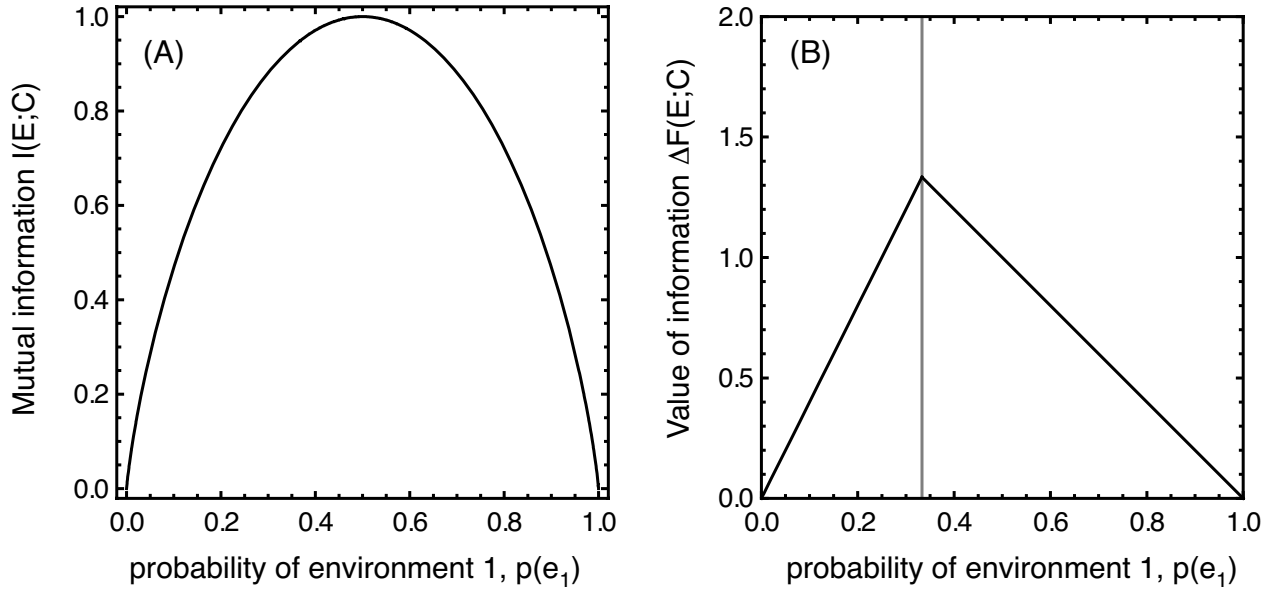 (A)
Mutual information I(E;C)
1.0
0.8
0.6
0.4
0.2
0.0
0.0 0.2 0.4 0.6 0.8 1.0
probability of environment 1, p(e₁)
(B)
Value of information ΔF(E;C)
2.0
1.5
1.0
0.5
0.0
0.0 0.2 0.4 0.6 0.8 1.0
probability of environment 1, p(e₁)